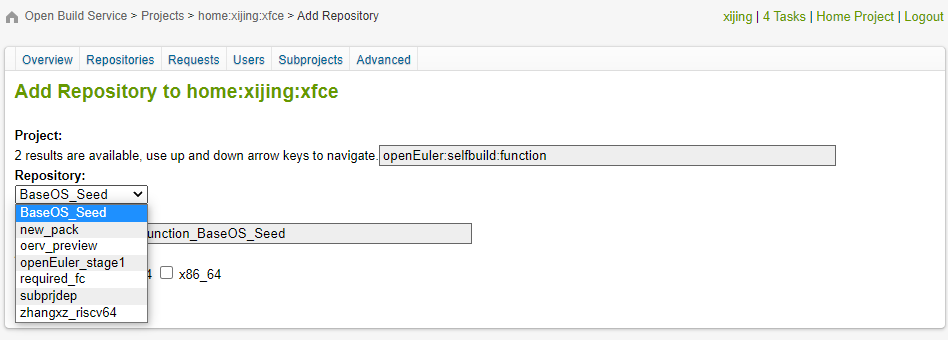 Open Build Service > Projects > home:xijing:xfce > Add Repository
xijing | 4 Tasks | Home Project | Logout
Overview Repositories Requests Users Subprojects Advanced
Add Repository to home:xijing:xfce
Project:
2 results are available, use up and down arrow keys to navigate. openEuler:selfbuild:function
Repository:
BaseOS_Seed
BaseOS_Seed
new_pack
unction_BaseOS_Seed
oerv_preview
openEuler_stage1
4 x86_64
required_fc
subprjdep
zhangxz_riscv64